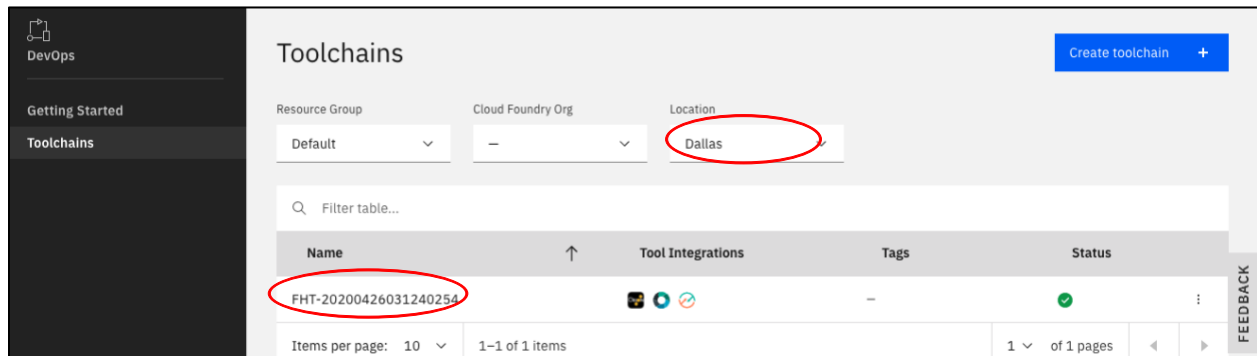 DevOps
Getting Started
Toolchains
Toolchains
Create toolchain +
Resource Group
Cloud Foundry Org
Location
Default
–
Dallas
Filter table...
Name
Tool Integrations
Tags
Status
FHT-20200426031240254
–
Items per page: 10
1–1 of 1 items
1
of 1 pages
FEEDBACK